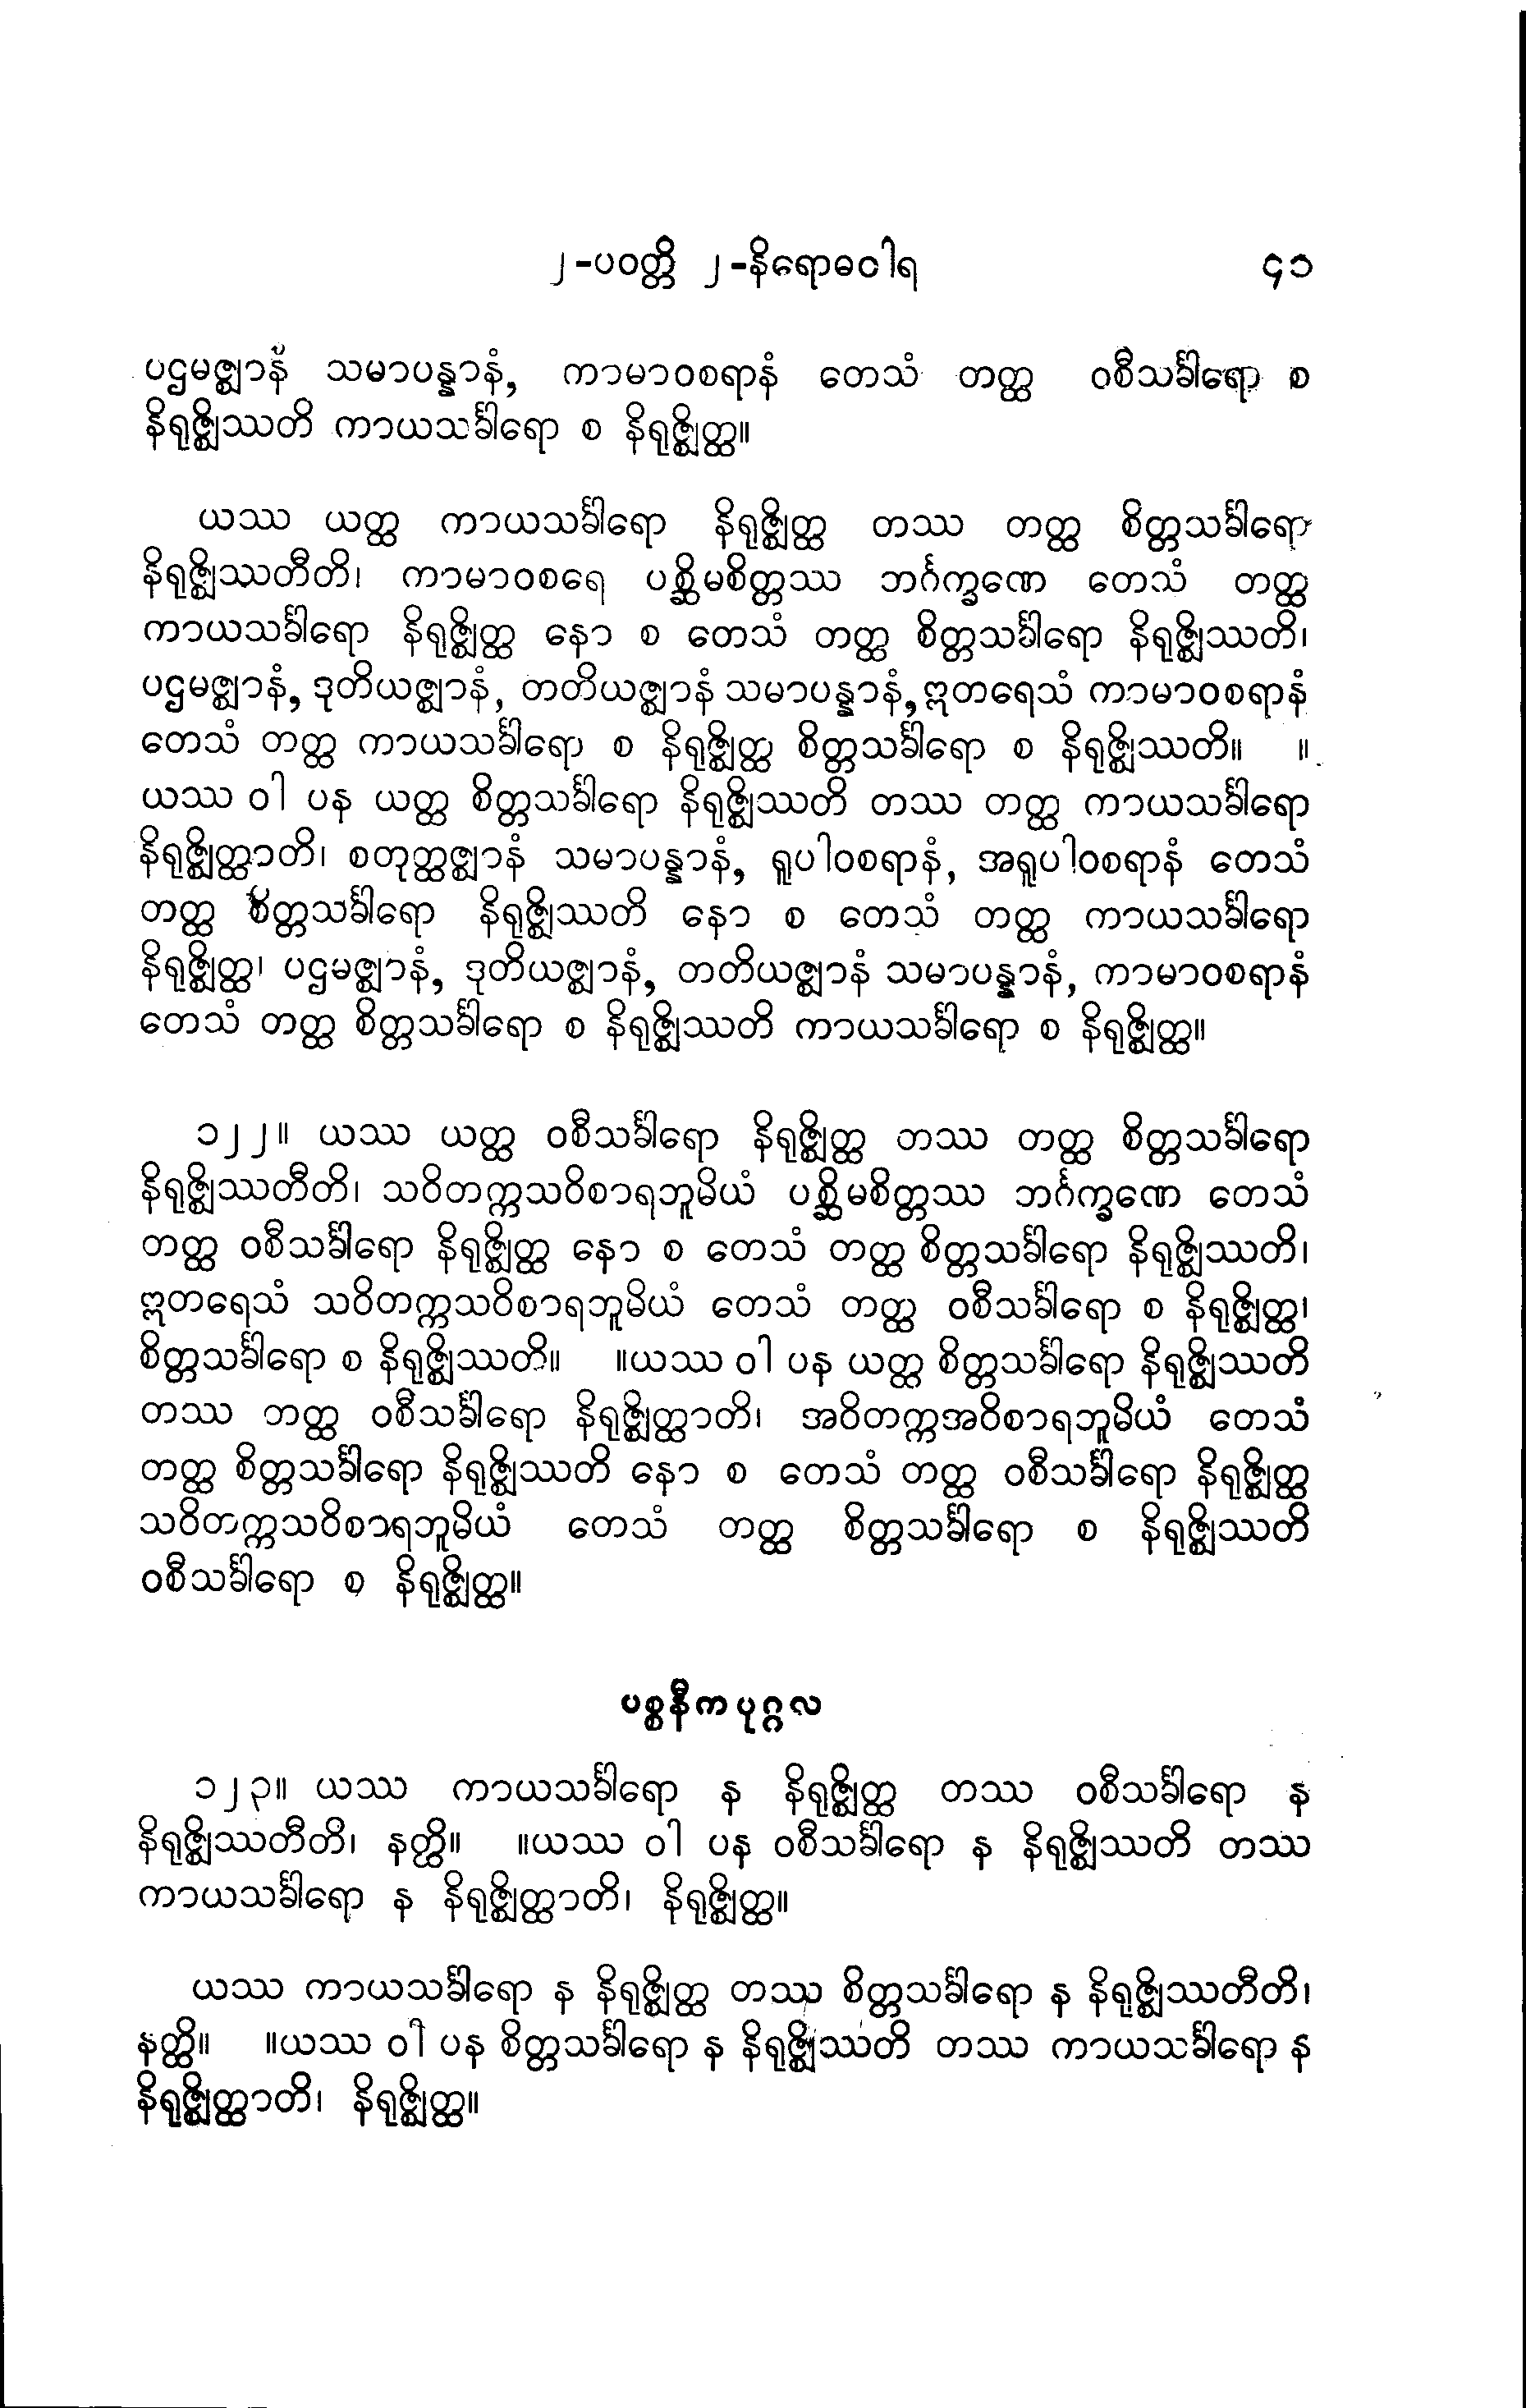 ၂-ပဝတ္တိ ၂-နိရောဓဝါရ ၄၁
ပဌမဇ္ဈာနံ သမာပန္နာနံ, ကာမာဝစရာနံ တေသံ တတ္ထ ဝစီသင်္ခါရော စ
နိရုဇ္ဈိဿတိ ကာယသင်္ခါရော စ နိရုဇ္ဈိတ္ထ။
ယဿ ယတ္ထ ကာယသင်္ခါရော နိရုဇ္ဈိတ္ထ တဿ တတ္ထ စိတ္တသင်္ခါရော
နိရုဇ္ဈိဿတီတိ၊ ကာမာဝစရေ ပစ္ဆိမစိတ္တဿ ဘင်္ဂက္ခဏေ တေသံ တတ္ထ
ကာယသင်္ခါရော နိရုဇ္ဈိတ္ထ နော စ တေသံ တတ္ထ စိတ္တသင်္ခါရော နိရုဇ္ဈိဿတိ၊
ပဌမဇ္ဈာနံ, ဒုတိယဇ္ဈာနံ, တတိယဇ္ဈာနံ သမာပန္နာနံ, ဣတရေသံ ကာမာဝစရာနံ
တေသံ တတ္ထ ကာယသင်္ခါရော စ နိရုဇ္ဈိတ္ထ စိတ္တသင်္ခါရော စ နိရုဇ္ဈိဿတိ။ ။
ယဿ ဝါ ပန ယတ္ထ စိတ္တသင်္ခါရော နိရုဇ္ဈိဿတိ တဿ တတ္ထ ကာယသင်္ခါရော
နိရုဇ္ဈိတ္ထာတိ၊ စတုတ္ထဇ္ဈာနံ သမာပန္နာနံ, ရူပါဝစရာနံ, အရူပါဝစရာနံ တေသံ
တတ္ထ စိတ္တသင်္ခါရော နိရုဇ္ဈိဿတိ နော စ တေသံ တတ္ထ ကာယသင်္ခါရော
နိရုဇ္ဈိတ္ထ၊ ပဌမဇ္ဈာနံ, ဒုတိယဇ္ဈာနံ, တတိယဇ္ဈာနံ သမာပန္နာနံ, ကာမာဝစရာနံ
တေသံ တတ္ထ စိတ္တသင်္ခါရော စ နိရုဇ္ဈိဿတိ ကာယသင်္ခါရော စ နိရုဇ္ဈိတ္ထ။
၁၂၂။ ယဿ ယတ္ထ ဝစီသင်္ခါရော နိရုဇ္ဈိတ္ထ တဿ တတ္ထ စိတ္တသင်္ခါရော
နိရုဇ္ဈိဿတီတိ၊ သဝိတက္ကသဝိစာရဘူမိယံ ပစ္ဆိမစိတ္တဿ ဘင်္ဂက္ခဏေ တေသံ
တတ္ထ ဝစီသင်္ခါရော နိရုဇ္ဈိတ္ထ နော စ တေသံ တတ္ထ စိတ္တသင်္ခါရော နိရုဇ္ဈိဿတိ၊
ဣတရေသံ သဝိတက္ကသဝိစာရဘူမိယံ တေသံ တတ္ထ ဝစီသင်္ခါရော စ နိရုဇ္ဈိတ္ထ၊
စိတ္တသင်္ခါရော စ နိရုဇ္ဈိဿတိ။ ။ယဿ ဝါ ပန ယတ္ထ စိတ္တသင်္ခါရော နိရုဇ္ဈိဿတိ
တဿ တတ္ထ ဝစီသင်္ခါရော နိရုဇ္ဈိတ္ထာတိ၊ အဝိတက္ကအဝိစာရဘူမိယံ တေသံ
တတ္ထ စိတ္တသင်္ခါရော နိရုဇ္ဈိဿတိ နော စ တေသံ တတ္ထ ဝစီသင်္ခါရော နိရုဇ္ဈိတ္ထ
သဝိတက္ကသဝိစာရဘူမိယံ တေသံ တတ္ထ စိတ္တသင်္ခါရော စ နိရုဇ္ဈိဿတိ
ဝစီသင်္ခါရော စ နိရုဇ္ဈိတ္ထ။
ပစ္စနီကပုဂ္ဂလ
၁၂၃။ ယဿ ကာယသင်္ခါရော န နိရုဇ္ဈိတ္ထ တဿ ဝစီသင်္ခါရော န
နိရုဇ္ဈိဿတီတိ၊ နတ္ထိ။ ။ယဿ ဝါ ပန ဝစီသင်္ခါရော န နိရုဇ္ဈိဿတိ တဿ
ကာယသင်္ခါရော န နိရုဇ္ဈိတ္ထာတိ၊ နိရုဇ္ဈိတ္ထ။
ယဿ ကာယသင်္ခါရော န နိရုဇ္ဈိတ္ထ တဿ စိတ္တသင်္ခါရော န နိရုဇ္ဈိဿတီတိ၊
နတ္ထိ။ ။ယဿ ဝါ ပန စိတ္တသင်္ခါရော န နိရုဇ္ဈိဿတိ တဿ ကာယသင်္ခါရော န
နိရုဇ္ဈိတ္ထာတိ၊ နိရုဇ္ဈိတ္ထ။